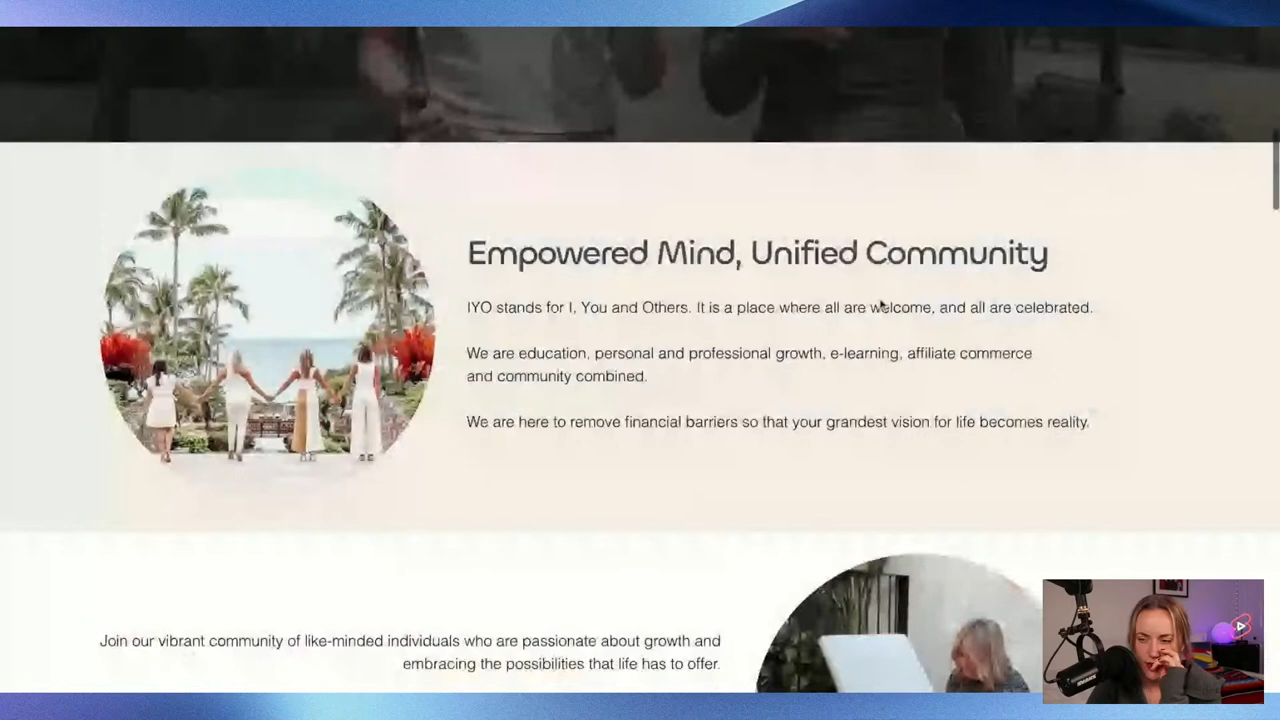 Empowered Mind, Unified Community
IYO stands for I, You and Others. It is a place where all are welcome, and all are celebrated.
We are education, personal and professional growth, e-learning, affiliate commerce
and community combined.
We are here to remove financial barriers so that your grandest vision for life becomes reality.
Join our vibrant community of like-minded individuals who are passionate about growth and
embracing the possibilities that life has to offer.